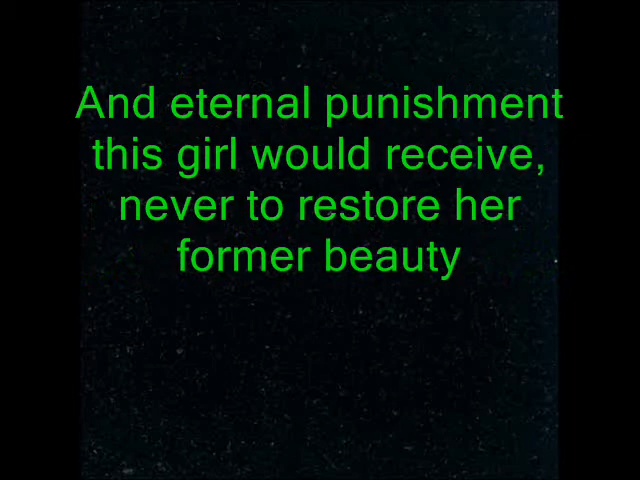 And eternal punishment
this girl would receive,
never to restore her
former beauty